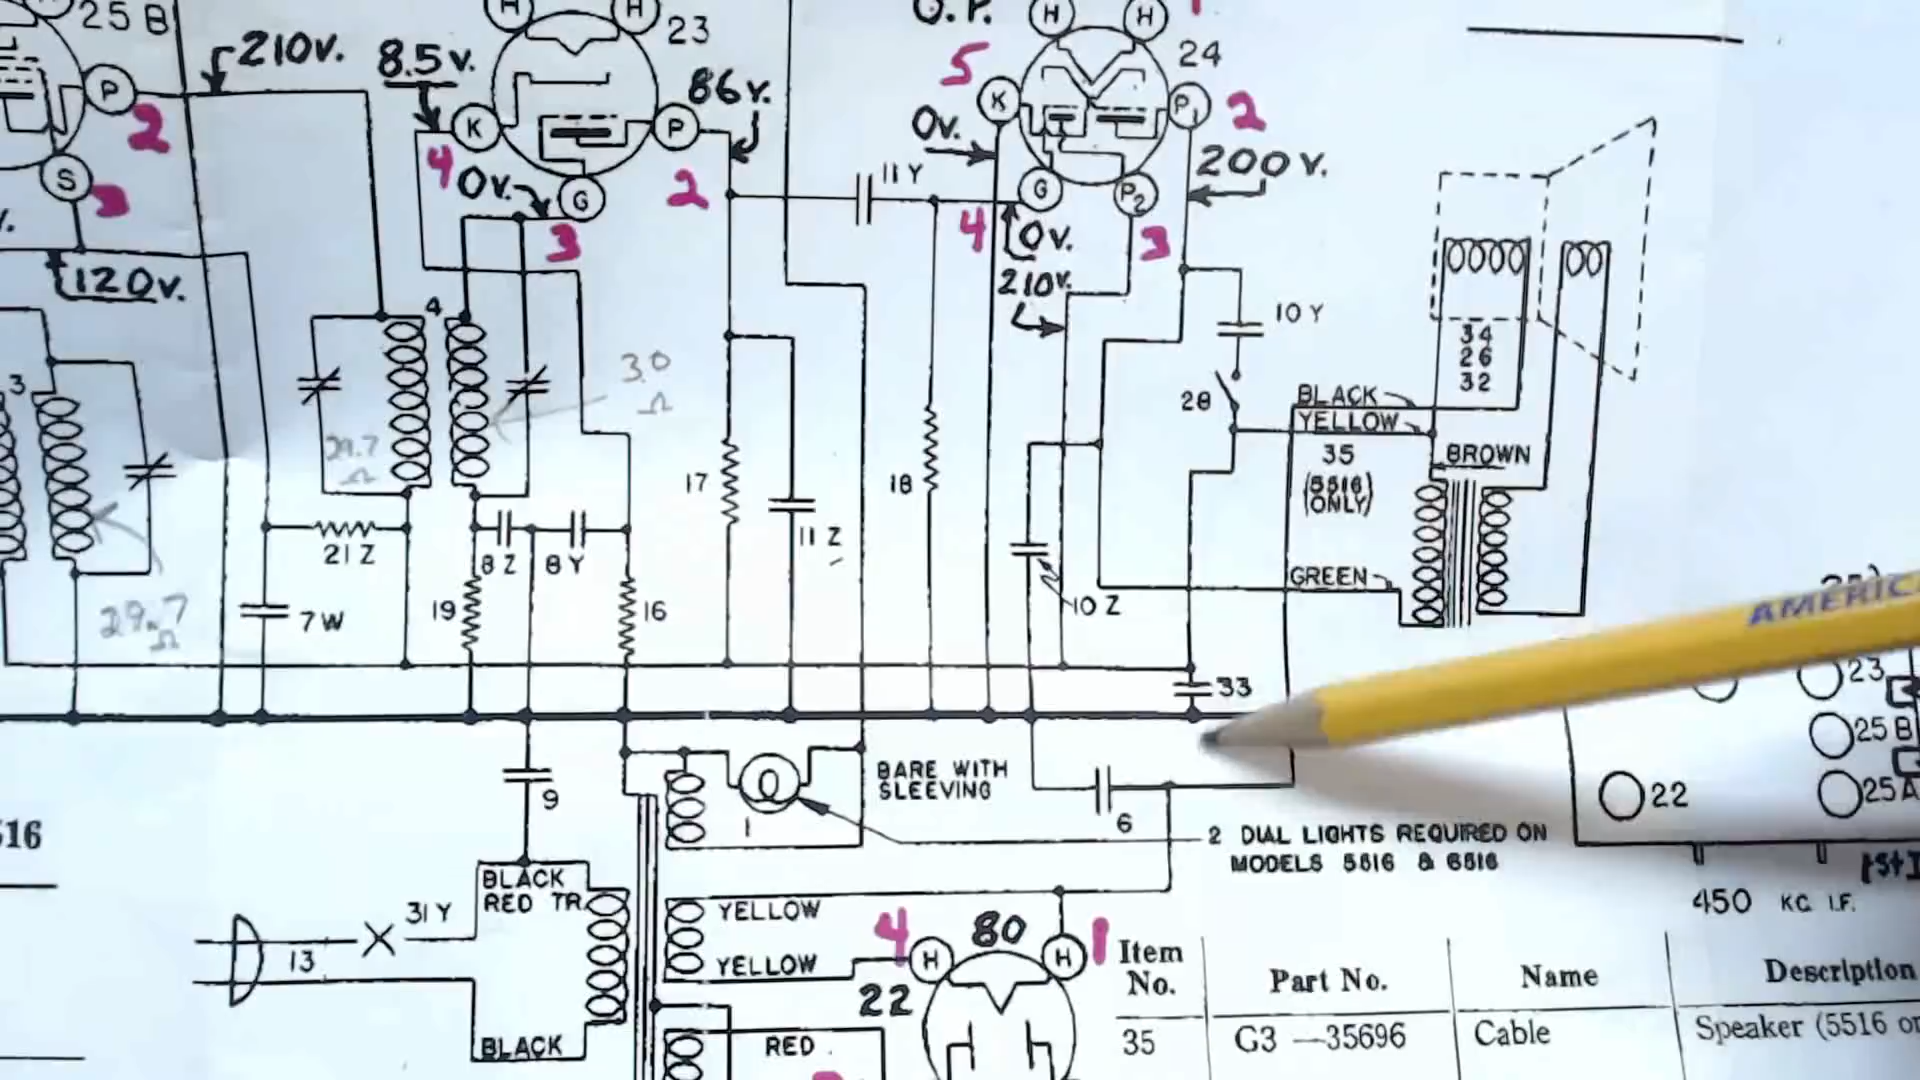 25 B
210v.
8.5 v.
H
H
23
O. P.
H
H
24
5
K
P
2
K
P
86 v.
4
0v.
G
3
2
0v.
P1
2
200 v.
S
120v.
11 Y
4
G
0v.
P2
3
210v.
10 Y
28
34
26
32
BLACK
YELLOW
35
(5516)
(ONLY)
BROWN
GREEN
3
4
30
Ω
29.7
Ω
29.7
Ω
21 Z
7 W
8 Z
8 Y
19
16
17
11 Z
18
10 Z
33
AMERIC
23
25 B
22
25 A
450 KC I.F.
1st I
9
1
BARE WITH
SLEEVING
6
2 DIAL LIGHTS REQUIRED ON
MODELS 5516 & 6516
516
BLACK
RED TR.
31 Y
13
BLACK
YELLOW
YELLOW
4
80
1
H
H
22
RED
Item
No.
Part No.
Name
Description
35
G3 —35696
Cable
Speaker (5516 o